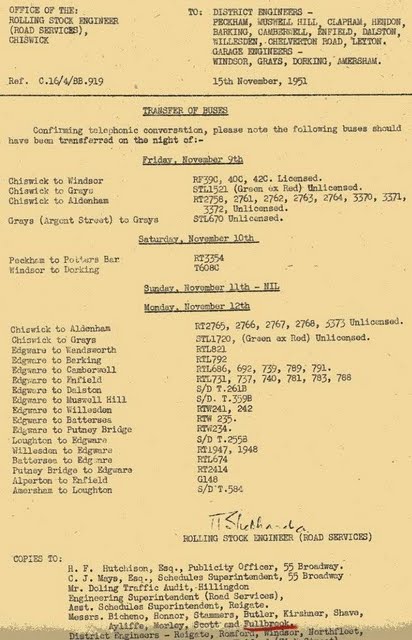 OFFICE OF THE:
ROLLING STOCK ENGINEER
(ROAD SERVICES),
CHISWICK
TO: DISTRICT ENGINEERS -
PECKHAM, MUSWELL HILL, CLAPHAM, HENDON,
BARKING, CAMBERWELL, ENFIELD, DALSTON,
WILLESDEN, CHELVERTON ROAD, LEYTON.
GARAGE ENGINEERS -
WINDSOR, GRAYS, DORKING, AMERSHAM.
Ref. C.16/4/BB.919
15th November, 1951
TRANSFER OF BUSES
Confirming telephonic conversation, please note the following buses should
have been transferred on the night of:-
Friday, November 9th
Chiswick to Windsor RF39C, 40C, 42C. Licensed.
Chiswick to Grays STL1521 (Green ex Red) Unlicensed.
Chiswick to Aldenham RT2758, 2761, 2762, 2763, 2764, 3370, 3371,
3372, Unlicensed.
Grays (Argent Street) to Grays STL670 Unlicensed.
Saturday, November 10th
Peckham to Potters Bar RT3354
Windsor to Dorking T608C
Sunday, November 11th - NIL
Monday, November 12th
Chiswick to Aldenham RT2765, 2766, 2767, 2768, 3373 Unlicensed.
Chiswick to Grays STL1720, (Green ex Red) Unlicensed.
Edgware to Wandsworth RTL821
Edgware to Barking RTL792
Edgware to Camberwell RTL686, 692, 739, 789, 791.
Edgware to Enfield RTL731, 737, 740, 781, 783, 788
Edgware to Dalston S/D T.261B
Edgware to Muswell Hill S/D. T.359B
Edgware to Willesden RTW241, 242
Edgware to Battersea RTW 235.
Edgware to Putney Bridge RTW234.
Loughton to Edgware S/D T.255B
Willesden to Edgware RT1947, 1948
Battersea to Edgware RTL674
Putney Bridge to Edgware RT2414
Alperton to Enfield G148
Amersham to Loughton S/D T.584
ROLLING STOCK ENGINEER (ROAD SERVICES)
COPIES TO:
H. F. Hutchison, Esq., Publicity Officer, 55 Broadway.
C. J. Mays, Esq., Schedules Superintendent, 55 Broadway
Mr. Doling Traffic Audit, Hillingdon
Engineering Superintendent (Road Services),
Asst. Schedules Superintendent, Reigate.
Messrs. Bicheno, Honnor, Stammers, Butler, Kirshner, Shave,
Ayliffe, Morley, Scott and Fullbrook.
District Engineers - Reigate, Romford, Windsor, Northfleet,